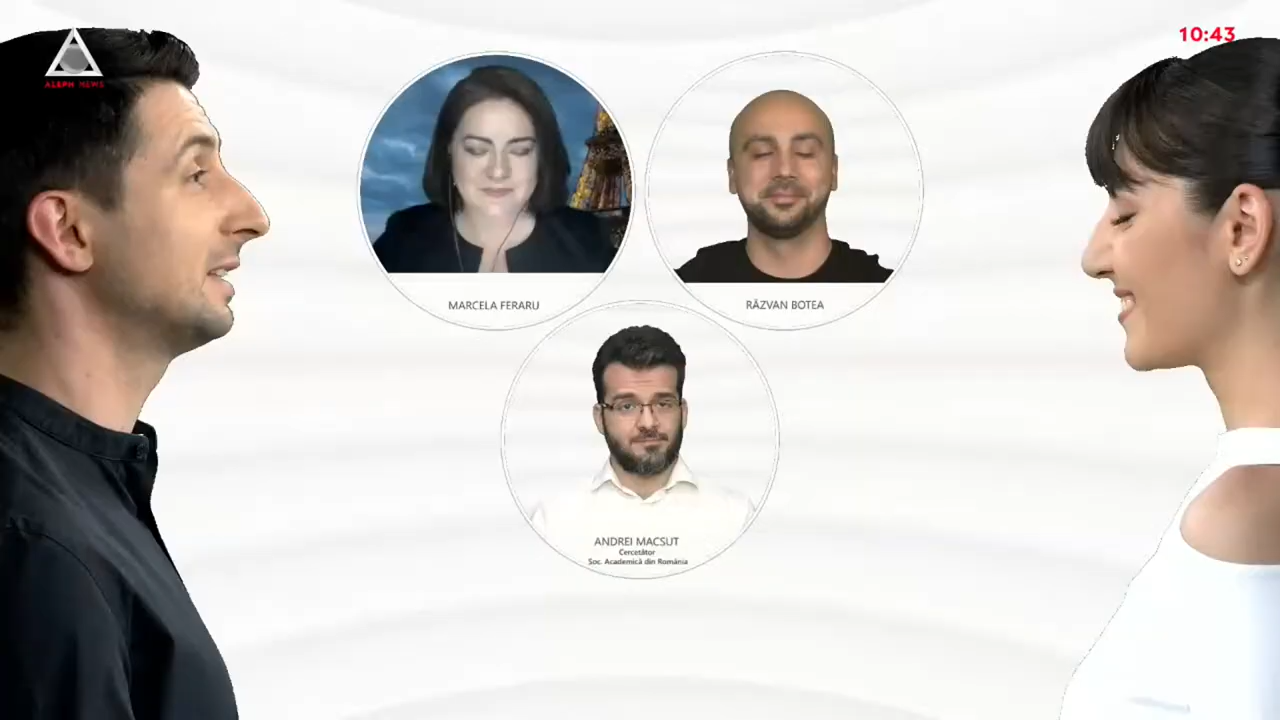 ALEPH NEWS
10:43
MARCELA FERARU
RĂZVAN BOTEA
ANDREI MACSUT
Cercetător
Soc. Academică din România